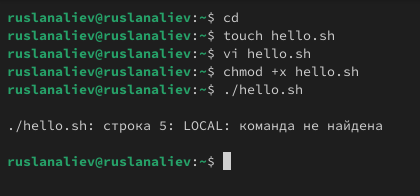 ruslanaliev@ruslanaliev:~$ cd
ruslanaliev@ruslanaliev:~$ touch hello.sh
ruslanaliev@ruslanaliev:~$ vi hello.sh
ruslanaliev@ruslanaliev:~$ chmod +x hello.sh
ruslanaliev@ruslanaliev:~$ ./hello.sh
./hello.sh: строка 5: LOCAL: команда не найдена
ruslanaliev@ruslanaliev:~$